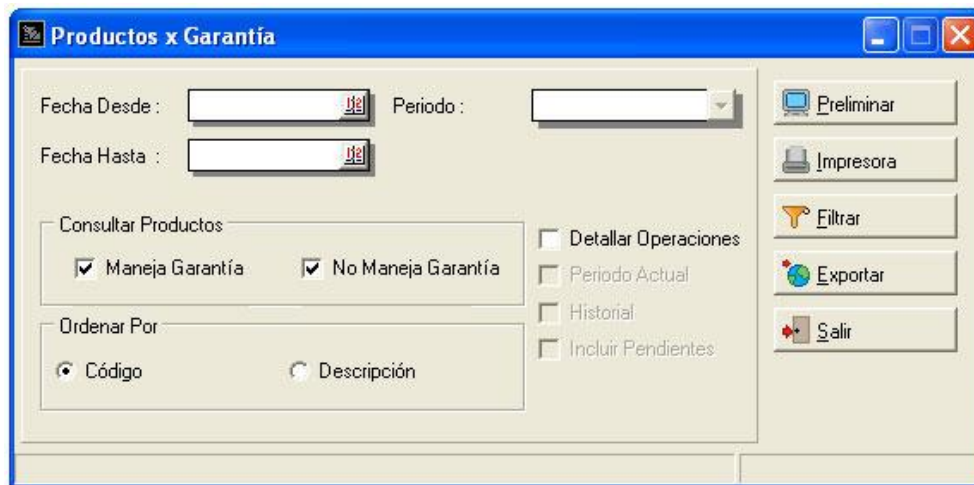 Productos x Garantía
Fecha Desde :
Periodo :
Fecha Hasta :
Consultar Productos
Maneja Garantía
No Maneja Garantía
Detallar Operaciones
Periodo Actual
Historial
Incluir Pendientes
Ordenar Por
Código
Descripción
Preliminar
Impresora
Filtrar
Exportar
Salir